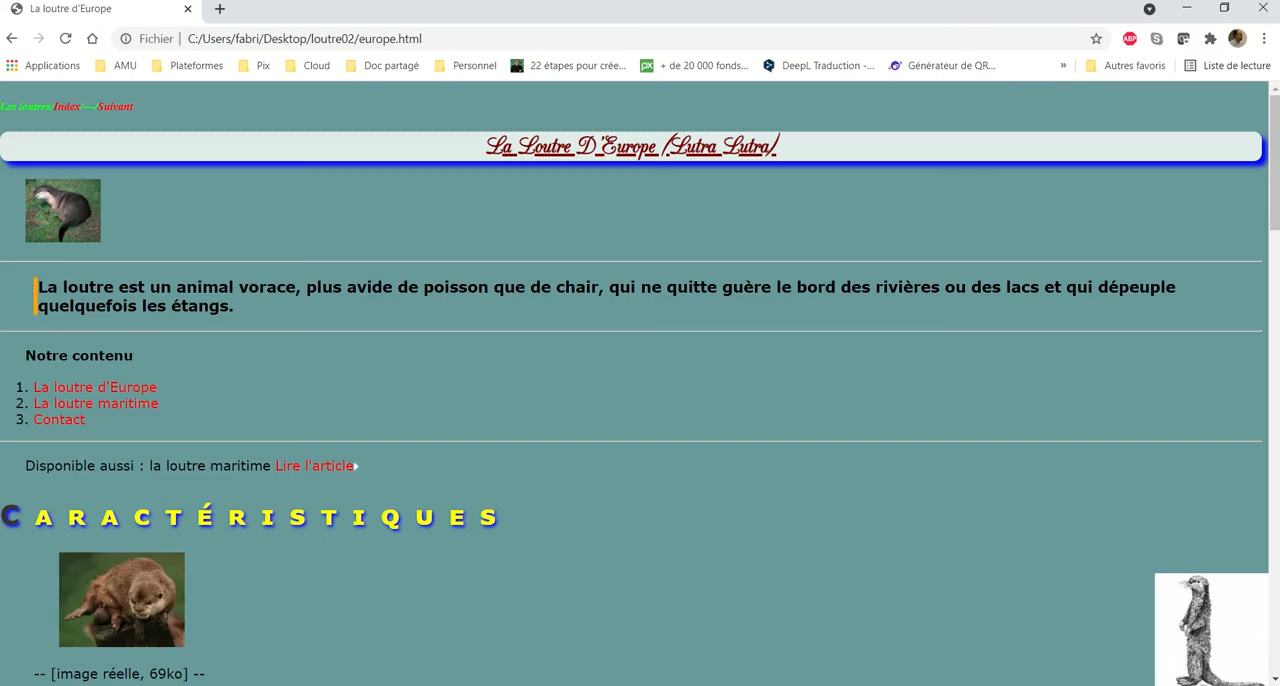 La loutre d'Europe
Fichier
C:/Users/fabri/Desktop/loutre02/europe.html
ABP
Applications
AMU
Plateformes
Pix
Cloud
Doc partagé
Personnel
22 étapes pour crée...
+ de 20 000 fonds...
DeepL Traduction -...
Générateur de QR...
»
Autres favoris
Liste de lecture
Les loutres/Index/---/Suivant
La Loutre D'Europe (Lutra Lutra)
La loutre est un animal vorace, plus avide de poisson que de chair, qui ne quitte guère le bord des rivières ou des lacs et qui dépeuple
quelquefois les étangs.
Notre contenu
1. La loutre d'Europe
2. La loutre maritime
3. Contact
Disponible aussi : la loutre maritime Lire l'article
CARACTÉRISTIQUES
-- [image réelle, 69ko] --